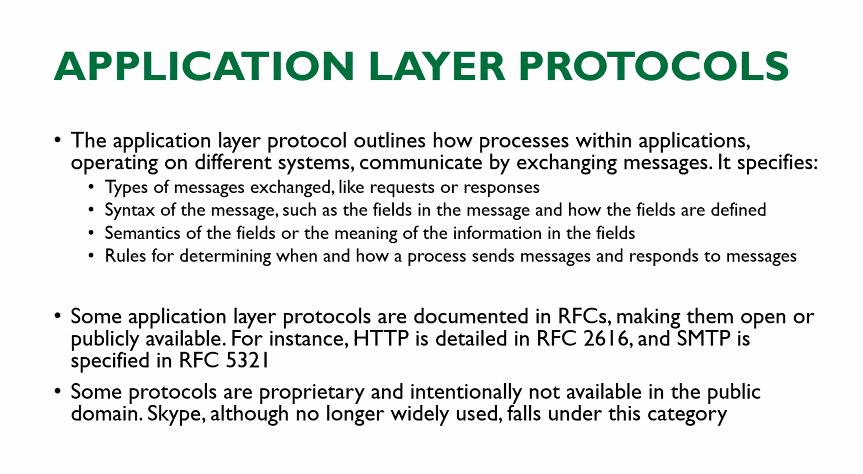 APPLICATION LAYER PROTOCOLS
• The application layer protocol outlines how processes within applications,
operating on different systems, communicate by exchanging messages. It specifies:
• Types of messages exchanged, like requests or responses
• Syntax of the message, such as the fields in the message and how the fields are defined
• Semantics of the fields or the meaning of the information in the fields
• Rules for determining when and how a process sends messages and responds to messages
• Some application layer protocols are documented in RFCs, making them open or
publicly available. For instance, HTTP is detailed in RFC 2616, and SMTP is
specified in RFC 5321
• Some protocols are proprietary and intentionally not available in the public
domain. Skype, although no longer widely used, falls under this category